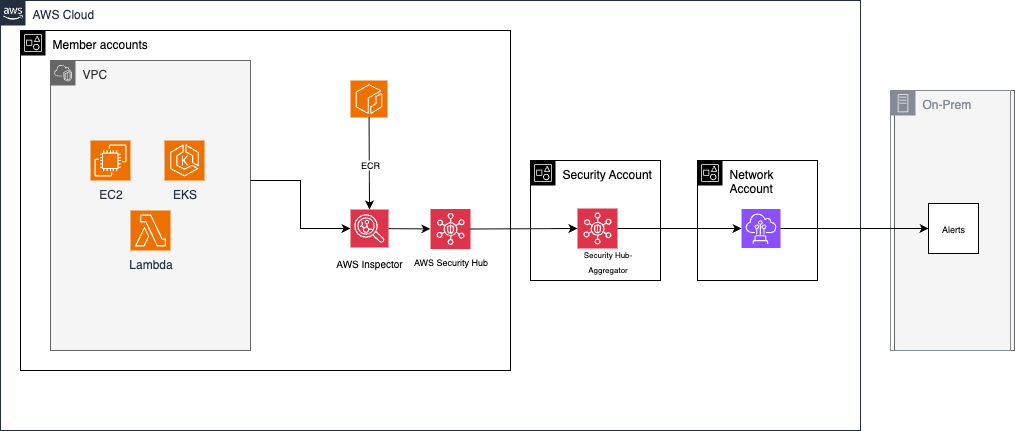 aws
AWS Cloud
Member accounts
VPC
EC2
EKS
Lambda
ECR
AWS Inspector
AWS Security Hub
Security Account
Security Hub-
Aggregator
Network
Account
On-Prem
Alerts